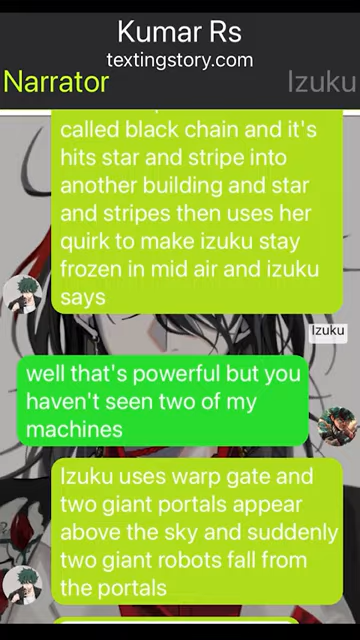 Kumar Rs
textingstory.com
Narrator
Izuku
called black chain and it's
hits star and stripe into
another building and star
and stripes then uses her
quirk to make izuku stay
frozen in mid air and izuku
says
Izuku
well that's powerful but you
haven't seen two of my
machines
Izuku uses warp gate and
two giant portals appear
above the sky and suddenly
two giant robots fall from
the portals